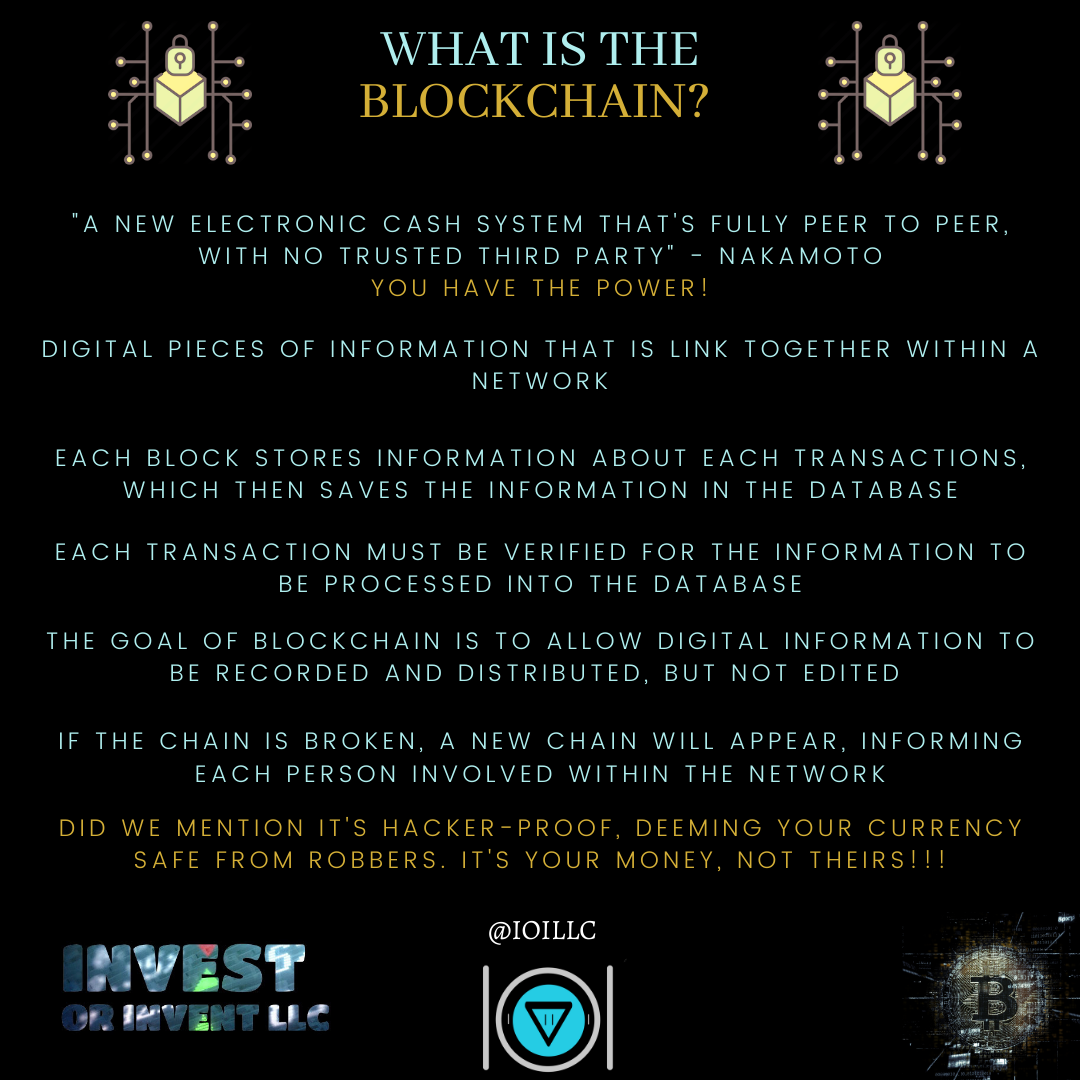 WHAT IS THE
BLOCKCHAIN?
"A NEW ELECTRONIC CASH SYSTEM THAT'S FULLY PEER TO PEER,
WITH NO TRUSTED THIRD PARTY" - NAKAMOTO
YOU HAVE THE POWER!
DIGITAL PIECES OF INFORMATION THAT IS LINK TOGETHER WITHIN A
NETWORK
EACH BLOCK STORES INFORMATION ABOUT EACH TRANSACTIONS,
WHICH THEN SAVES THE INFORMATION IN THE DATABASE
EACH TRANSACTION MUST BE VERIFIED FOR THE INFORMATION TO
BE PROCESSED INTO THE DATABASE
THE GOAL OF BLOCKCHAIN IS TO ALLOW DIGITAL INFORMATION TO
BE RECORDED AND DISTRIBUTED, BUT NOT EDITED
IF THE CHAIN IS BROKEN, A NEW CHAIN WILL APPEAR, INFORMING
EACH PERSON INVOLVED WITHIN THE NETWORK
DID WE MENTION IT'S HACKER-PROOF, DEEMING YOUR CURRENCY
SAFE FROM ROBBERS. IT'S YOUR MONEY, NOT THEIRS!!!
@IOILLC
INVEST
OR INVENT LLC